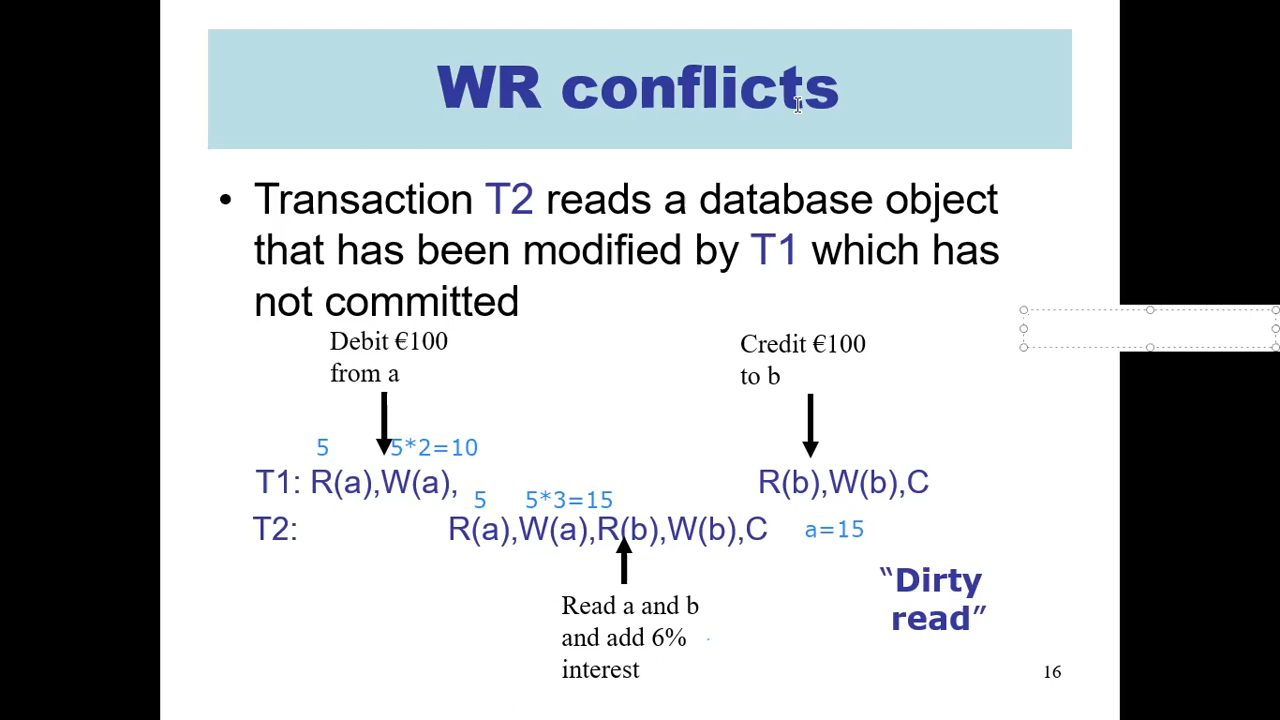 WR conflicts
• Transaction T2 reads a database object
that has been modified by T1 which has
not committed
Debit €100
from a
Credit €100
to b
5 5*2=10
T1: R(a),W(a), R(b),W(b),C
5 5*3=15
T2: R(a),W(a),R(b),W(b),C a=15
“Dirty
read”
Read a and b
and add 6%
interest
16